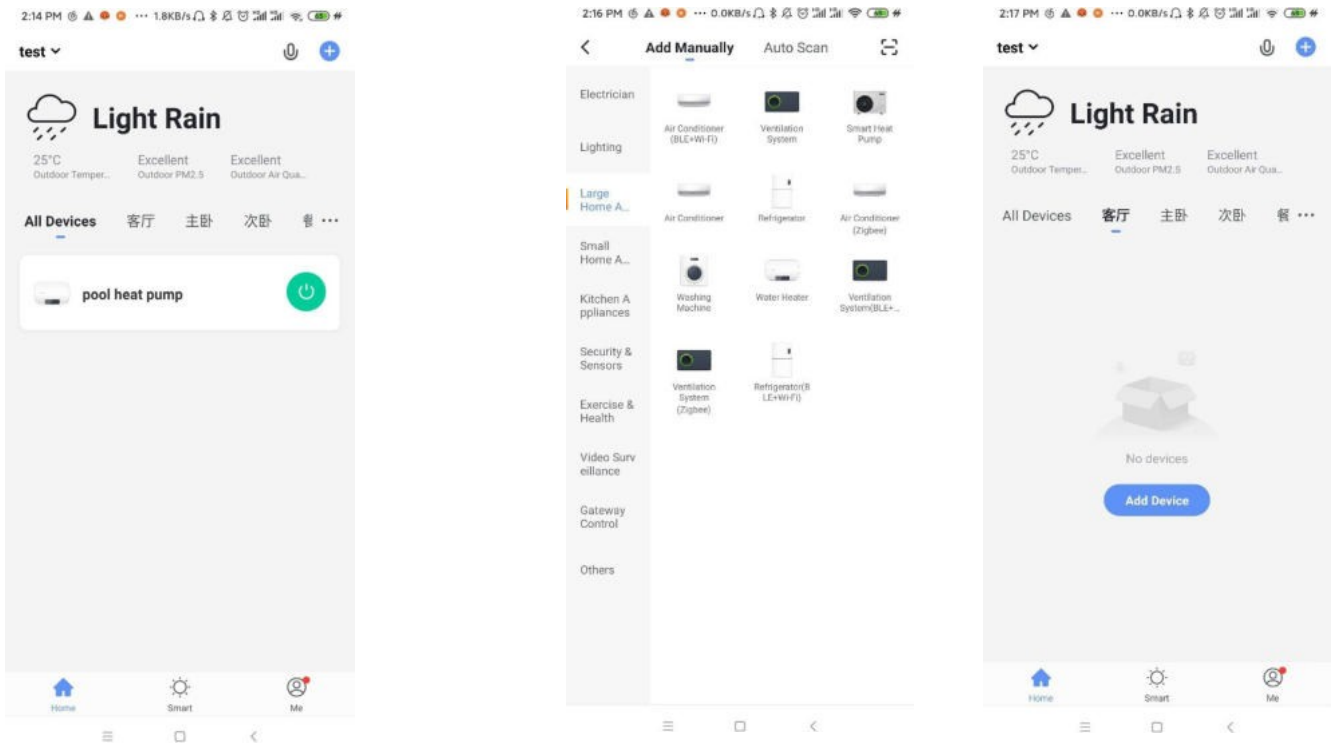 2:14 PM
1.8KB/s
test
Light Rain
25°C Excellent Excellent
Outdoor Temper... Outdoor PM2.5 Outdoor Air Qua...
All Devices 客厅 主卧 次卧 ...
pool heat pump
Home Smart Me
2:16 PM
0.0KB/s
Add Manually Auto Scan
Electrician
Lighting
Large
Home A...
Small
Home A...
Kitchen A
ppliances
Security &
Sensors
Exercise &
Health
Video Surv
eillance
Gateway
Control
Others
Air Conditioner
(BLE+Wi-Fi)
Ventilation
System
Smart Heat
Pump
Air Conditioner
Refrigerator
Air Conditioner
(Zigbee)
Washing
Machine
Water Heater
Ventilation
System(BLE+...
Ventilation
System
(Zigbee)
Refrigerator(B
LE+Wi-Fi)
2:17 PM
0.0KB/s
test
Light Rain
25°C Excellent Excellent
Outdoor Temper... Outdoor PM2.5 Outdoor Air Qua...
All Devices 客厅 主卧 次卧 餐 ...
No devices
Add Device
Home Smart Me